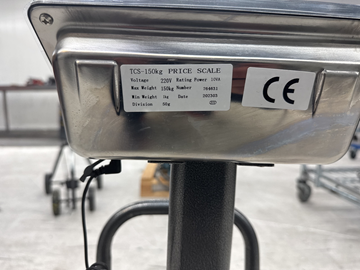 TCS-150kg PRICE SCALE
Voltage 220V Rating Power 10VA
Max Weight 150kg Number 164631
Min Weight 1kg Date 202303
Division 50g
CE